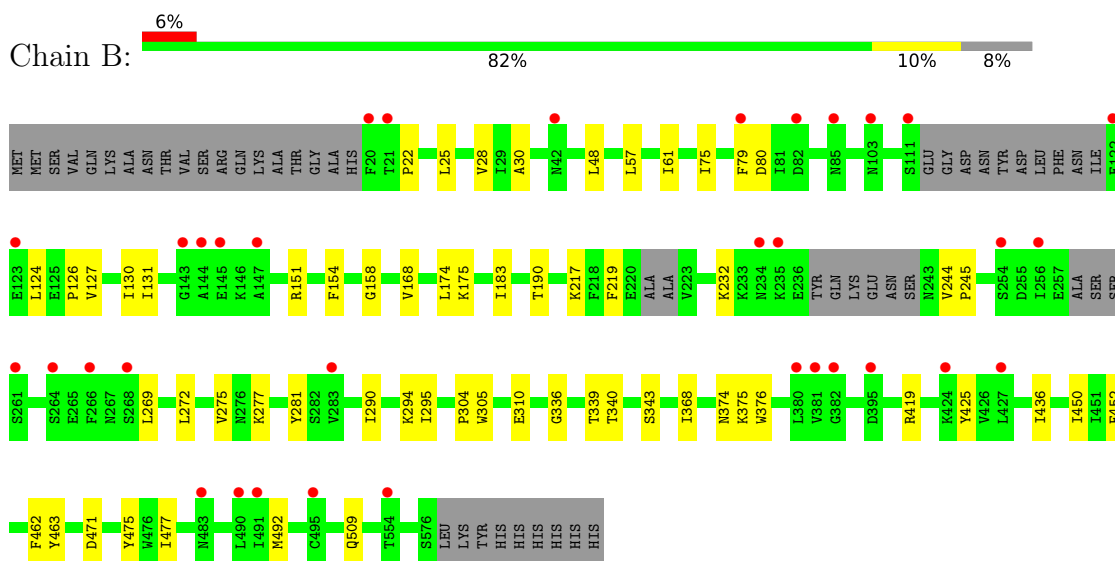 6%
Chain B:
82% 10% 8%
MET MET SER VAL GLN LYS ALA ASN THR VAL SER ARG GLN LYS ALA THR GLY ALA HIS F20 T21 P22 L25 V28 I29 A30 N42 L48 L57 I61 I75 F79 D80 I81 D82 N85 N103 S111 GLU GLY ASP ASN TYR ASP LEU PHE ASN ILE E122
E123 L124 E125 P126 V127 I130 I131 G143 A144 E145 K146 A147 R151 F154 G158 V168 L174 K175 I183 T190 K217 F218 F219 E220 ALA ALA V223 K232 K233 N234 K235 E236 TYR GLN LYS GLU ASN SER N243 V244 P245 S254 D255 I256 E257 ALA SER SER
S261 S264 E265 F266 N267 S268 L269 L272 V275 N276 K277 Y281 S282 V283 I290 K294 I295 P304 W305 E310 G336 T339 T340 S343 I368 N374 K375 W376 L380 V381 G382 D395 R419 K424 Y425 V426 L427 I436 I450 I451
F462 Y463 D471 Y475 W476 I477 N483 L490 I491 M492 C495 Q509 T554 S576 LEU LYS TYR HIS HIS HIS HIS HIS HIS